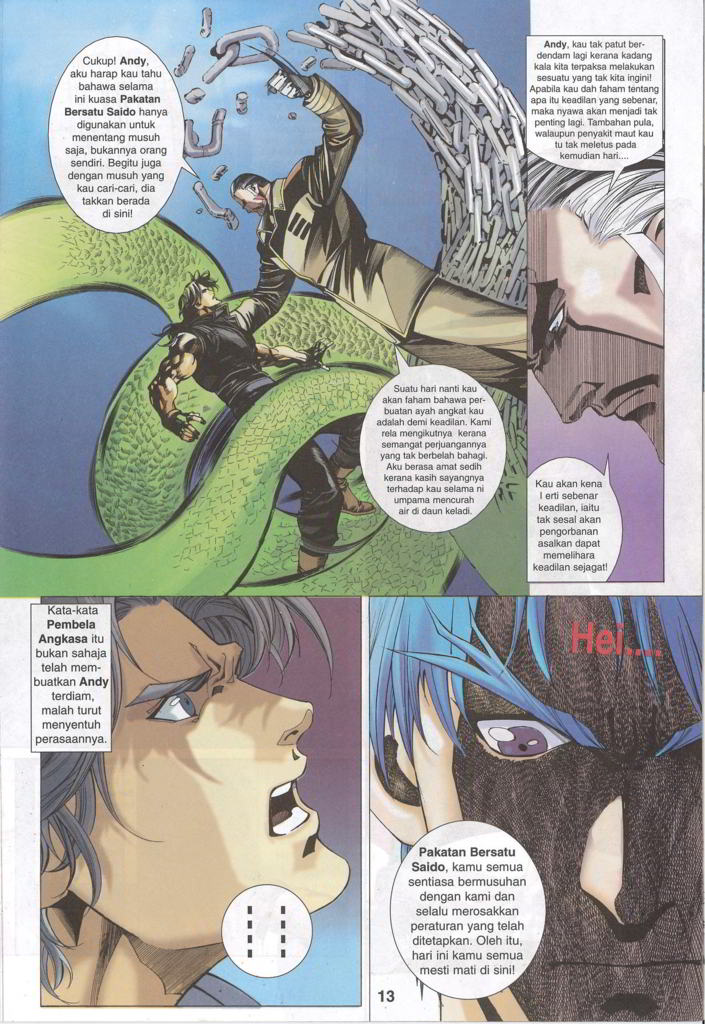 Cukup! Andy,
aku harap kau tahu
bahawa selama
ini kuasa Pakatan
Bersatu Saido hanya
digunakan untuk
menentang musuh
saja, bukannya orang
sendiri. Begitu juga
dengan musuh yang
kau cari-cari, dia
takkan berada
di sini!
Andy, kau tak patut ber-
dendam lagi kerana kadang
kala kita terpaksa melakukan
sesuatu yang tak kita ingini!
Apabila kau dah faham tentang
apa itu keadilan yang sebenar,
maka nyawa akan menjadi tak
penting lagi. Tambahan pula,
walaupun penyakit maut kau
tu tak meletus pada
kemudian hari....
Suatu hari nanti kau
akan faham bahawa per-
buatan ayah angkat kau
adalah demi keadilan. Kami
rela mengikutnya kerana
semangat perjuangannya
yang tak berbelah bahagi.
Aku berasa amat sedih
kerana kasih sayangnya
terhadap kau selama ni
umpama mencurah
air di daun keladi.
Kau akan kena
l erti sebenar
keadilan, iaitu
tak sesal akan
pengorbanan
asalkan dapat
memelihara
keadilan sejagat!
Kata-kata
Pembela
Angkasa itu
bukan sahaja
telah mem-
buatkan Andy
terdiam,
malah turut
menyentuh
perasaannya.
Hei....
! !
Pakatan Bersatu
Saido, kamu semua
sentiasa bermusuhan
dengan kami dan
selalu merosakkan
peraturan yang telah
ditetapkan. Oleh itu,
hari ini kamu semua
mesti mati di sini!
13